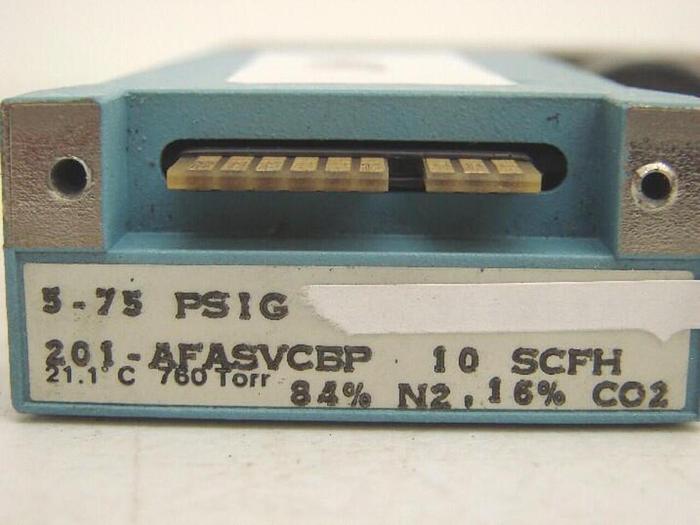 5-75 PSIG
201-AFASVCBP 10 SCFH
21.1°C 760 Torr
84% N2, 16% CO2